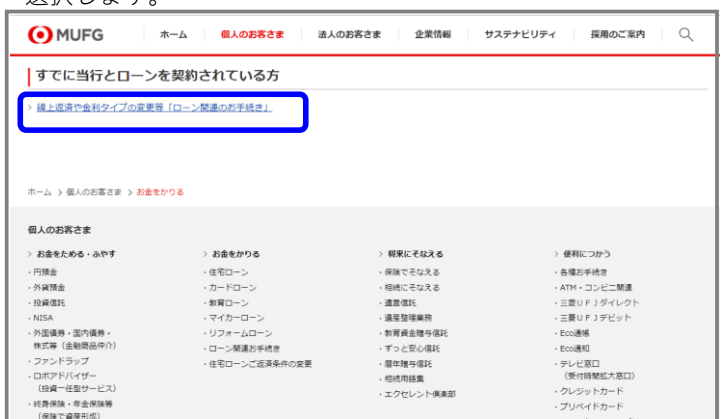 選択します。
MUFG ホーム 個人のお客さま 法人のお客さま 企業情報 サステナビリティ 採用のご案内
すでに当行とローンを契約されている方
> 繰上返済や金利タイプの変更等「ローン関連のお手続き」
ホーム > 個人のお客さま > お金をかりる
個人のお客さま
> お金をためる・ふやす
・円預金
・外貨預金
・投資信託
・NISA
・外国債券・国内債券・
株式等（金融商品仲介）
・ファンドラップ
・ロボアドバイザー
（投資一任型サービス）
・終身保険・年金保険等
（保険で資産形成）
> お金をかりる
・住宅ローン
・カードローン
・教育ローン
・マイカーローン
・リフォームローン
・ローン関連お手続き
・住宅ローンご返済条件の変更
> 将来にそなえる
・保険でそなえる
・相続にそなえる
・遺言信託
・遺産整理業務
・教育資金贈与信託
・ずっと安心信託
・暦年贈与信託
・相続用語集
・エクセレント倶楽部
> 便利につかう
・各種お手続き
・ATM・コンビニ関連
・三菱ＵＦＪダイレクト
・三菱ＵＦＪデビット
・Eco通帳
・Eco通知
・テレビ窓口
（受付時間拡大窓口）
・クレジットカード
・プリペイドカード